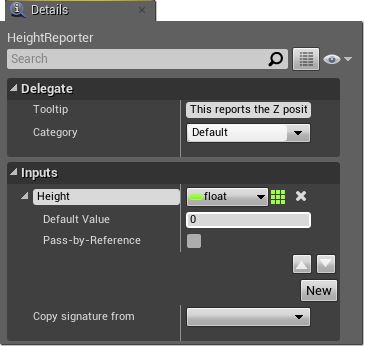 Details
HeightReporter
Search
Delegate
Tooltip This reports the Z posit
Category Default
Inputs
Height float
Default Value 0
Pass-by-Reference
New
Copy signature from